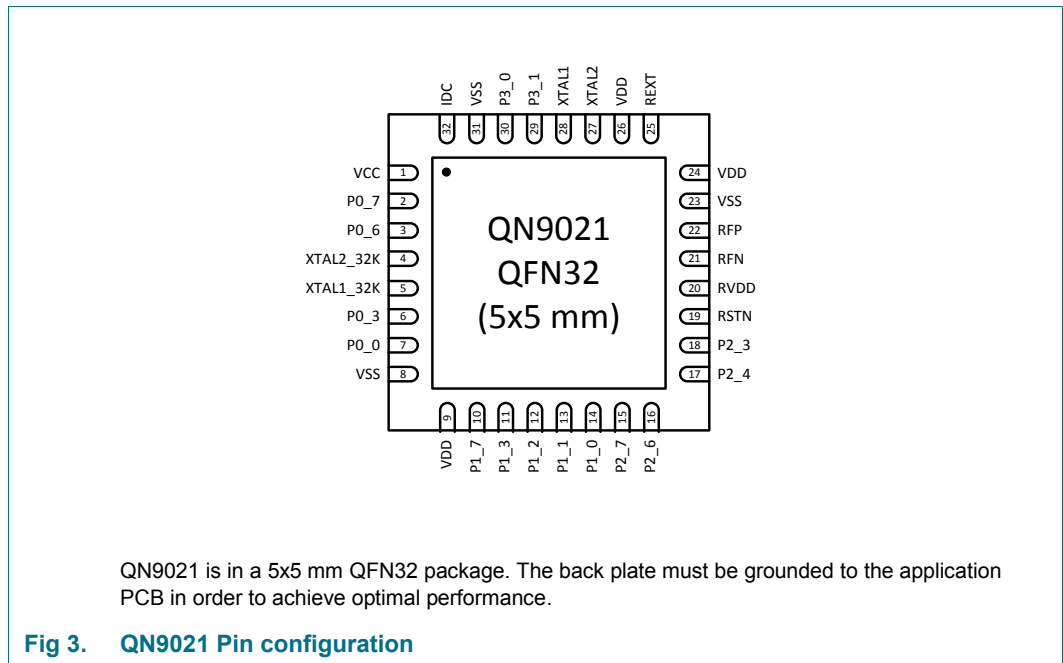 IDC
VSS
P3_0
P3_1
XTAL1
XTAL2
VDD
REXT
32
31
30
29
28
27
26
25
VCC 1
P0_7 2
P0_6 3
XTAL2_32K 4
XTAL1_32K 5
P0_3 6
P0_0 7
VSS 8
QN9021
QFN32
(5x5 mm)
24 VDD
23 VSS
22 RFP
21 RFN
20 RVDD
19 RSTN
18 P2_3
17 P2_4
9
10
11
12
13
14
15
16
VDD
P1_7
P1_3
P1_2
P1_1
P1_0
P2_7
P2_6
QN9021 is in a 5x5 mm QFN32 package. The back plate must be grounded to the application
PCB in order to achieve optimal performance.
Fig 3. QN9021 Pin configuration